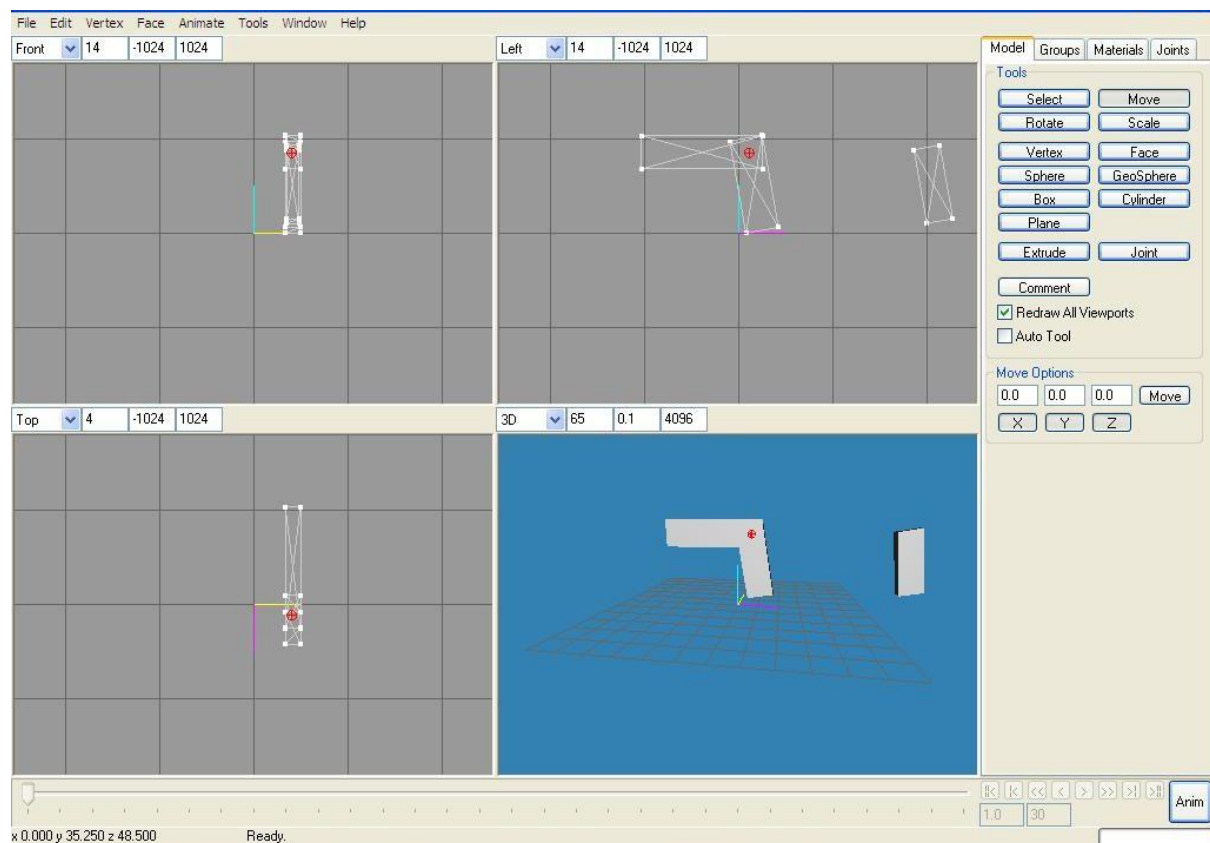 File Edit Vertex Face Animate Tools Window Help
Front 14 -1024 1024
Left 14 -1024 1024
Model Groups Materials Joints
Tools
Select Move
Rotate Scale
Vertex Face
Sphere GeoSphere
Box Cylinder
Plane
Extrude Joint
Comment
Redraw All Viewports
Auto Tool
Move Options
0.0 0.0 0.0 Move
X Y Z
Top 4 -1024 1024
3D 65 0.1 4096
1.0 30
Anim
x 0.000 y 35.250 z 48.500 Ready.